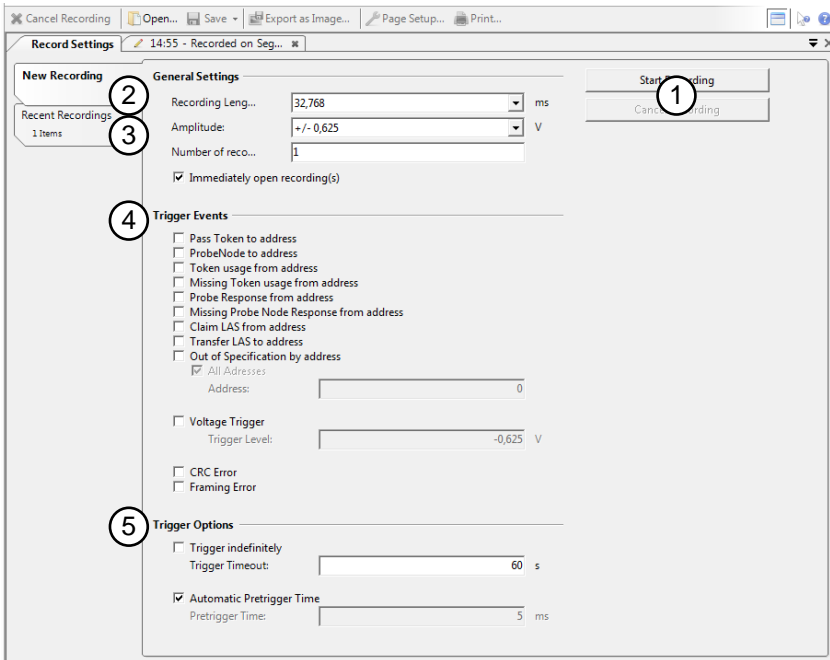 Cancel Recording Open... Save Export as Image... Page Setup... Print...
Record Settings 14:55 - Recorded on Seg...
New Recording
Recent Recordings
1 Items
General Settings
2 Recording Leng... 32,768 ms
3 Amplitude: +/- 0,625 V
Number of reco... 1
Immediately open recording(s)
Start Recording
1
Cancel Recording
4 Trigger Events
Pass Token to address
ProbeNode to address
Token usage from address
Missing Token usage from address
Probe Response from address
Missing Probe Node Response from address
Claim LAS from address
Transfer LAS to address
Out of Specification by address
All Adresses
Address: 0
Voltage Trigger
Trigger Level: -0,625 V
CRC Error
Framing Error
5 Trigger Options
Trigger indefinitely
Trigger Timeout: 60 s
Automatic Pretrigger Time
Pretrigger Time: 5 ms